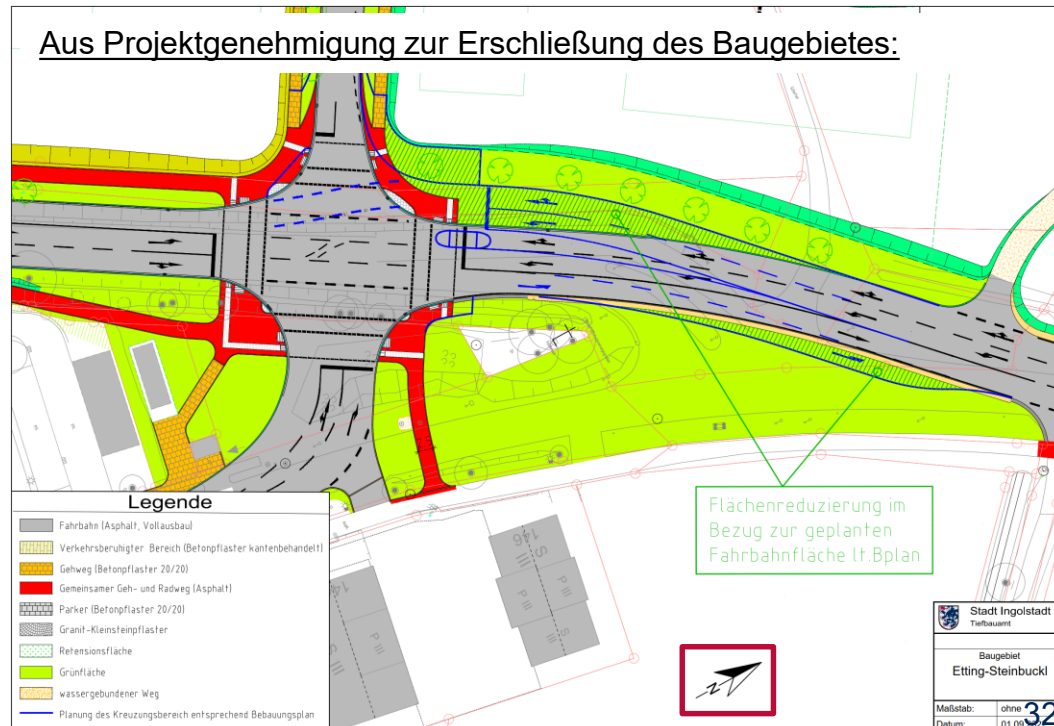 Aus Projektgenehmigung zur Erschließung des Baugebietes:
Flächenreduzierung im
Bezug zur geplanten
Fahrbahnfläche lt.Bplan
Legende
Fahrbahn (Asphalt, Vollausbau)
Verkehrsberuhigter Bereich (Betonpflaster kantenbehandelt)
Gehweg (Betonpflaster 20/20)
Gemeinsamer Geh- und Radweg (Asphalt)
Parker (Betonpflaster 20/20)
Granit-Kleinsteinpflaster
Retensionsfläche
Grünfläche
wassergebundener Weg
Planung des Kreuzungsbereich entsprechend Bebauungsplan
N
Stadt Ingolstadt
Tiefbauamt
Baugebiet
Etting-Steinbuckl
Maßstab: ohne
Datum: 01.09
32